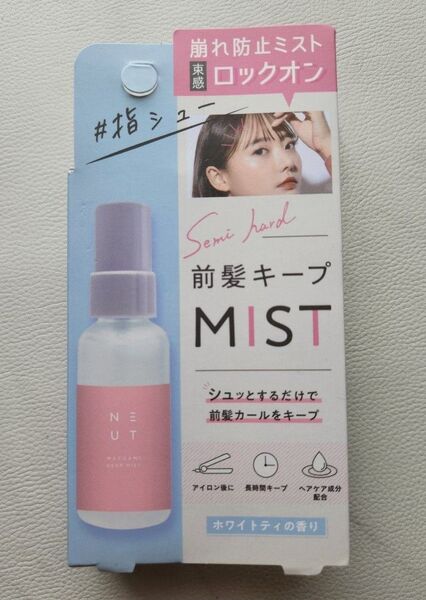 崩れ防止ミスト
束感 ロックオン
#指シュー
Semi hard
前髪キープ
MIST
シュッとするだけで
前髪カールをキープ
アイロン後に
長時間キープ
ヘアケア成分
配合
ホワイトティの香り
NE
UT
MAEGAMI
KEEP MIST